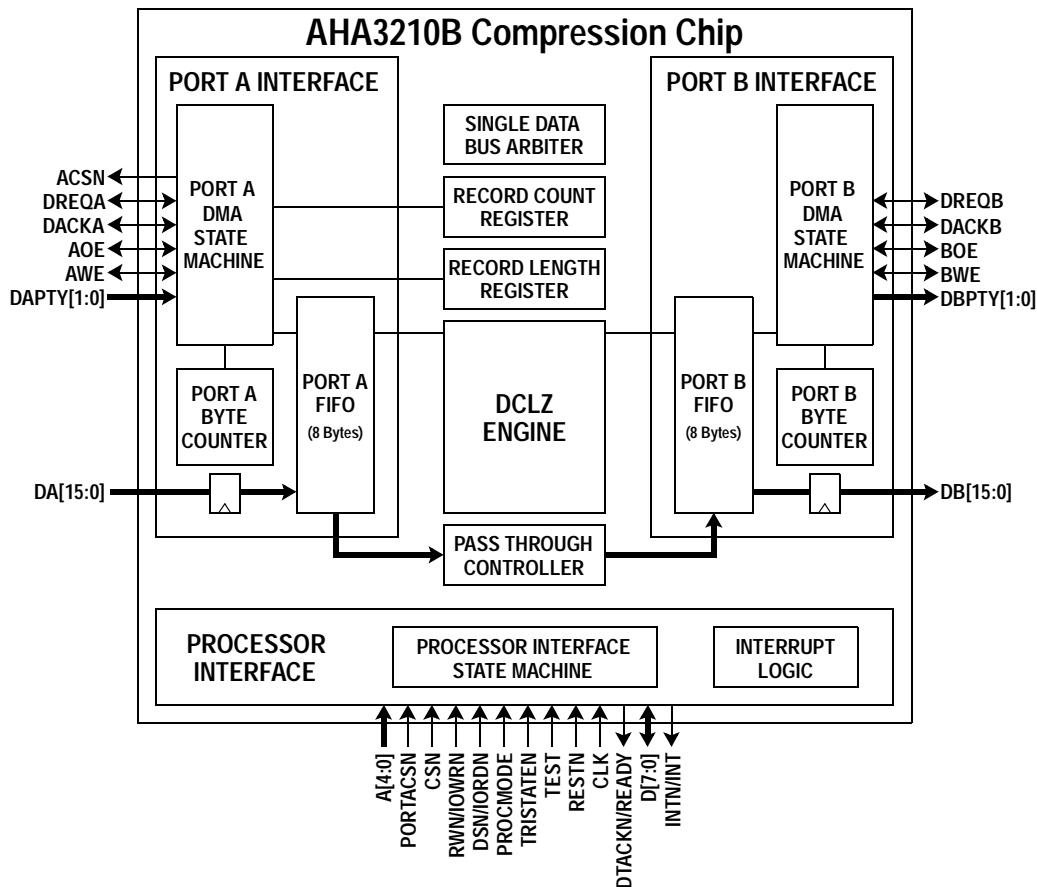 AHA3210B Compression Chip
PORT A INTERFACE
PORT B INTERFACE
SINGLE DATA
BUS ARBITER
RECORD COUNT
REGISTER
RECORD LENGTH
REGISTER
PORT A
DMA
STATE
MACHINE
PORT B
DMA
STATE
MACHINE
ACSN
DREQA
DACKA
AOE
AWE
DAPTY[1:0]
DREQB
DACKB
BOE
BWE
DBPTY[1:0]
PORT A
BYTE
COUNTER
PORT A
FIFO
(8 Bytes)
DCLZ
ENGINE
PORT B
FIFO
(8 Bytes)
PORT B
BYTE
COUNTER
DA[15:0]
DB[15:0]
PASS THROUGH
CONTROLLER
PROCESSOR
INTERFACE
PROCESSOR INTERFACE
STATE MACHINE
INTERRUPT
LOGIC
A[4:0]
PORTACSN
CSN
RWN/IOWRN
DSN/IORDN
PROCMODE
TRISTATEN
TEST
RESTN
CLK
DTACKN/READY
D[7:0]
INTN/INT